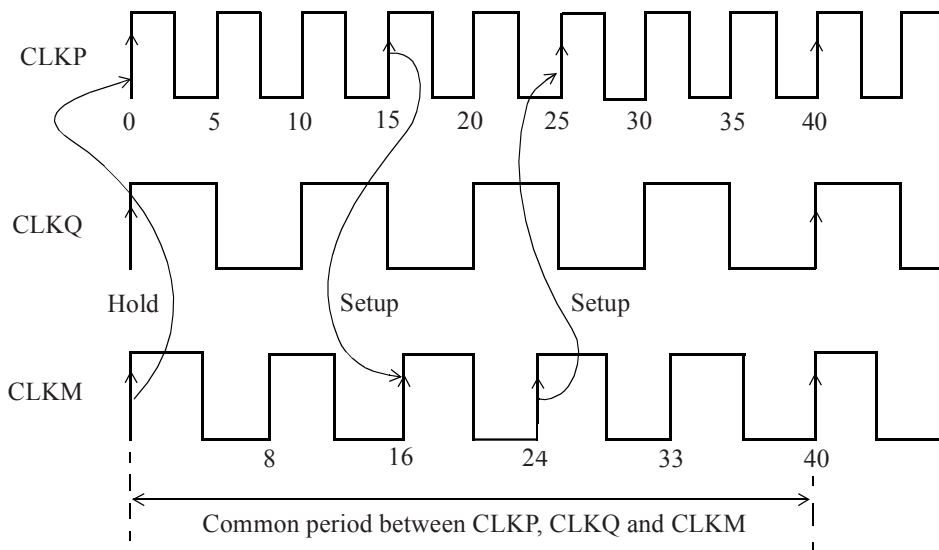 CLKP
0 5 10 15 20 25 30 35 40
CLKQ
Hold Setup Setup
CLKM
8 16 24 33 40
Common period between CLKP, CLKQ and CLKM